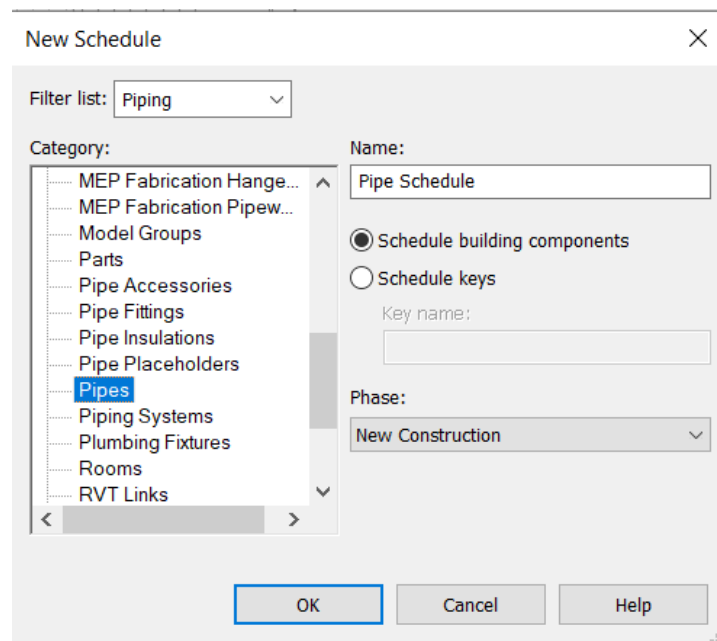 New Schedule
Filter list: Piping
Category:
MEP Fabrication Hange...
MEP Fabrication Pipew...
Model Groups
Parts
Pipe Accessories
Pipe Fittings
Pipe Insulations
Pipe Placeholders
Pipes
Piping Systems
Plumbing Fixtures
Rooms
RVT Links
Name:
Pipe Schedule
Schedule building components
Schedule keys
Key name:
Phase:
New Construction
OK Cancel Help